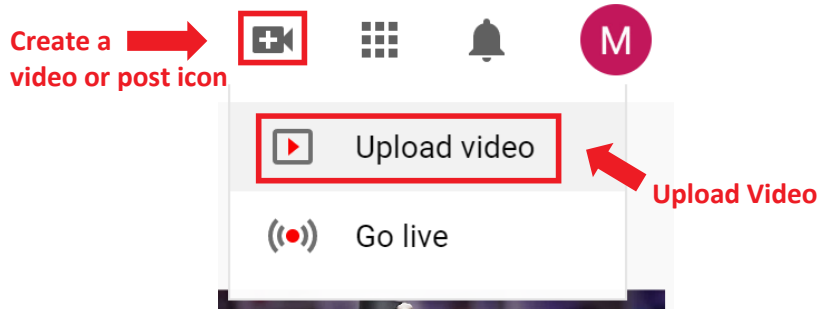 Create a
video or post icon
M
Upload video
Upload Video
Go live